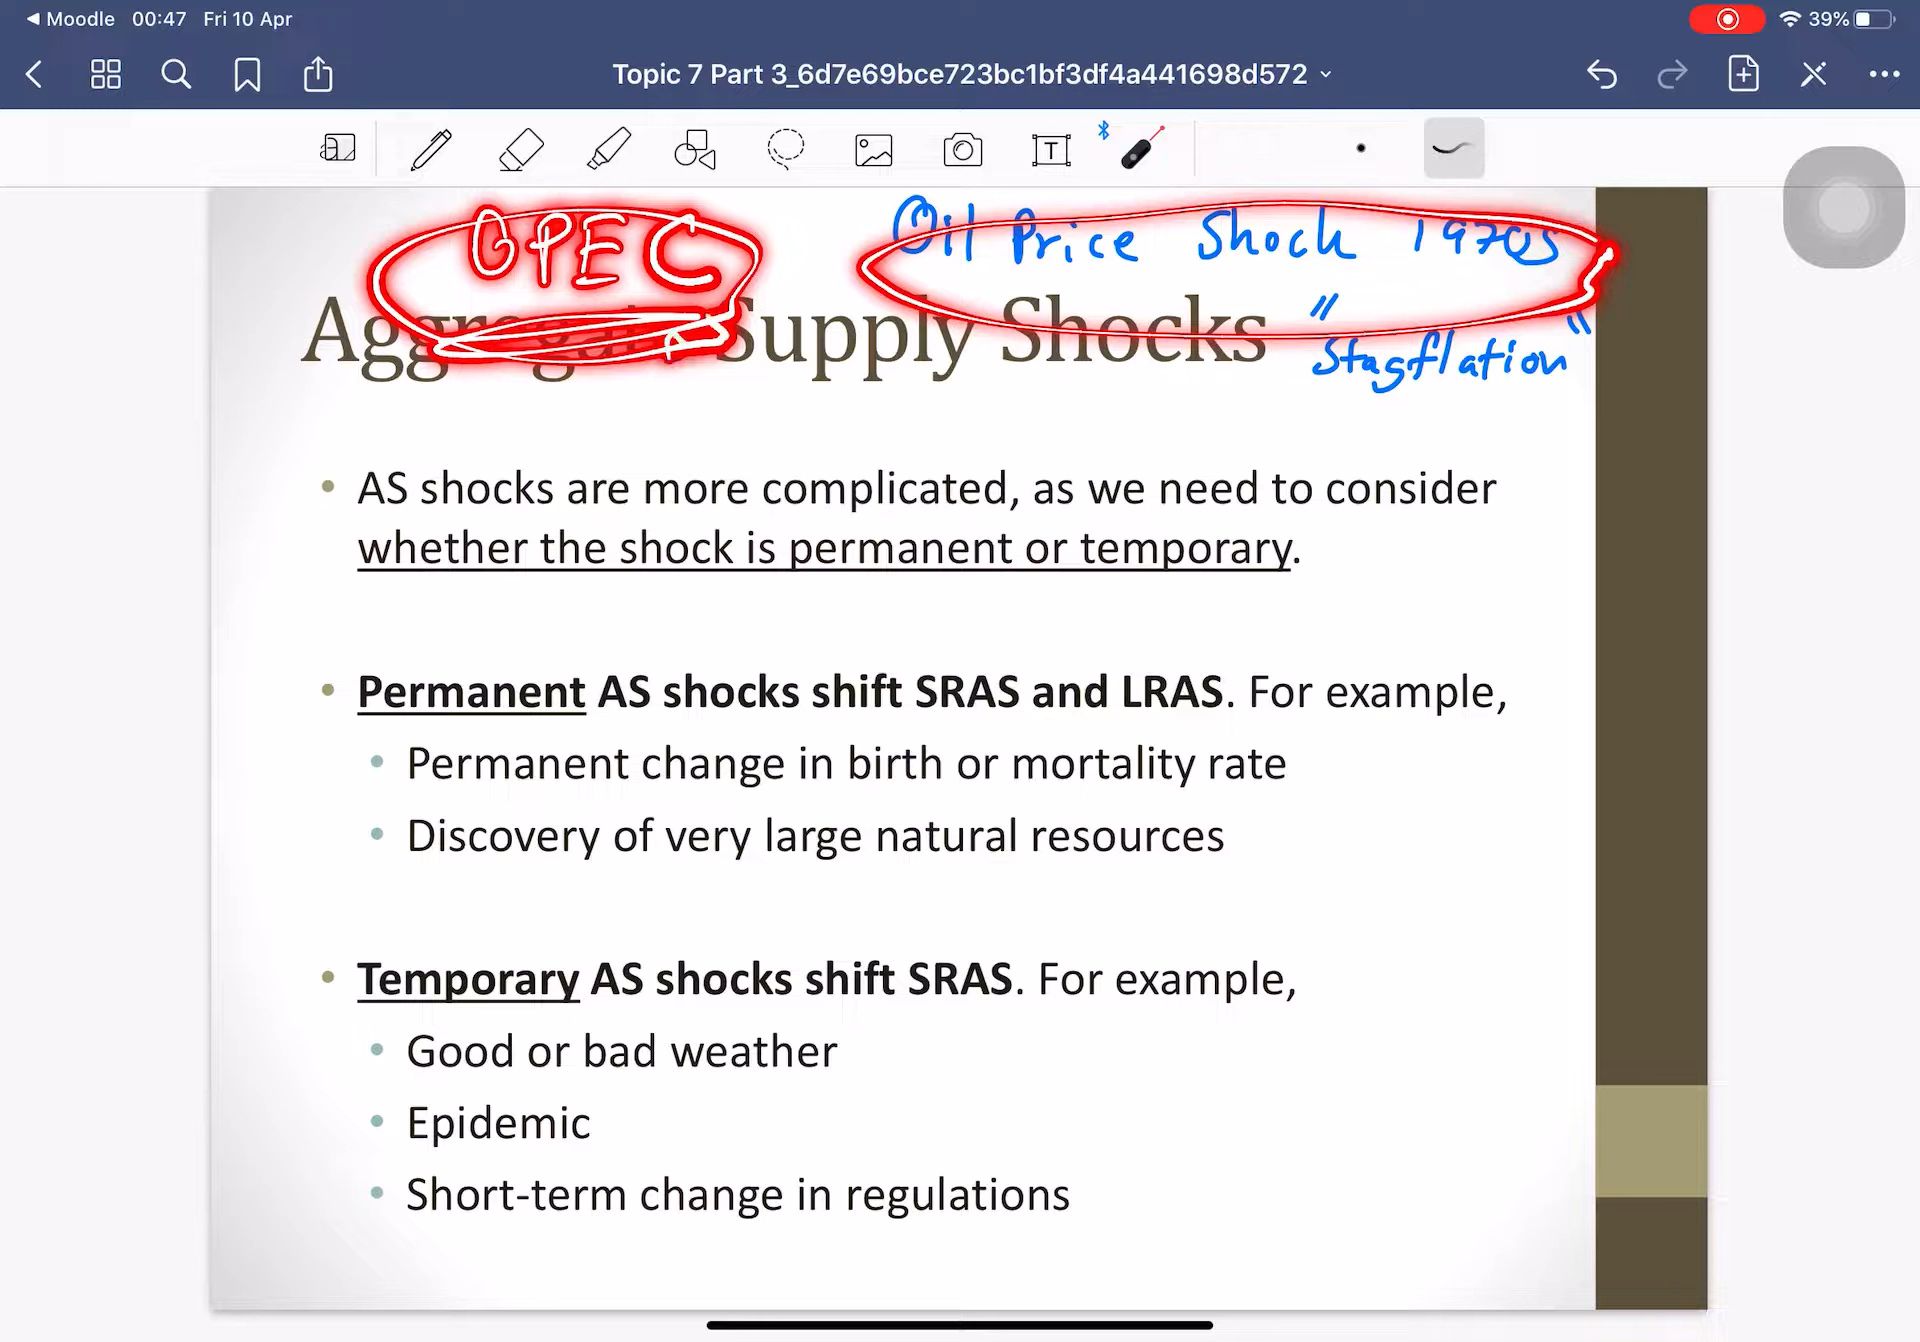 Moodle 00:47 Fri 10 Apr 39%
Topic 7 Part 3_6d7e69bce723bc1bf3df4a441698d572
OPEC Oil Price Shock 1970s
Aggregate Supply Shocks "Stagflation"
• AS shocks are more complicated, as we need to consider
whether the shock is permanent or temporary.
• Permanent AS shocks shift SRAS and LRAS. For example,
• Permanent change in birth or mortality rate
• Discovery of very large natural resources
• Temporary AS shocks shift SRAS. For example,
• Good or bad weather
• Epidemic
• Short-term change in regulations